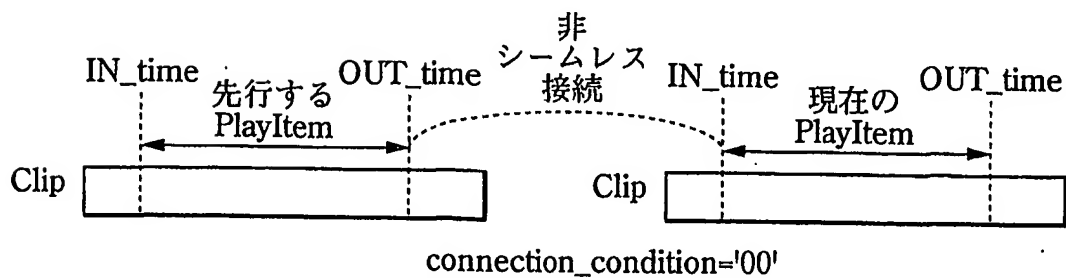 非
シームレス
接続
IN_time
OUT_time
IN_time
OUT_time
先行する
PlayItem
現在の
PlayItem
Clip
Clip
connection_condition='00'